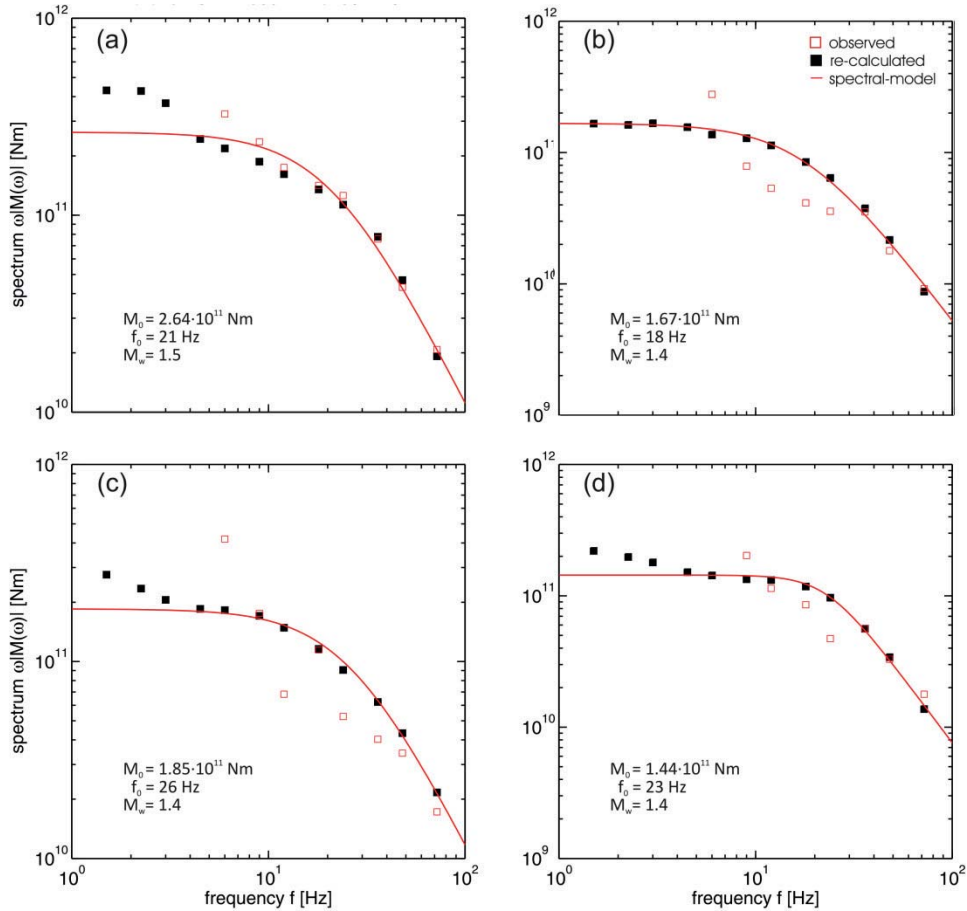 10¹²
(a)
10¹¹
10¹⁰
spectrum ω|M(ω)| [Nm]
M₀ = 2.64·10¹¹ Nm
f₀ = 21 Hz
M_w = 1.5
10¹²
(b)
observed
re-calculated
spectral-model
10¹¹
10¹⁰
10⁹
M₀ = 1.67·10¹¹ Nm
f₀ = 18 Hz
M_w = 1.4
10¹²
(c)
10¹¹
10¹⁰
spectrum ω|M(ω)| [Nm]
M₀ = 1.85·10¹¹ Nm
f₀ = 26 Hz
M_w = 1.4
10⁰ 10¹ 10²
frequency f [Hz]
10¹²
(d)
10¹¹
10¹⁰
10⁹
M₀ = 1.44·10¹¹ Nm
f₀ = 23 Hz
M_w = 1.4
10⁰ 10¹ 10²
frequency f [Hz]